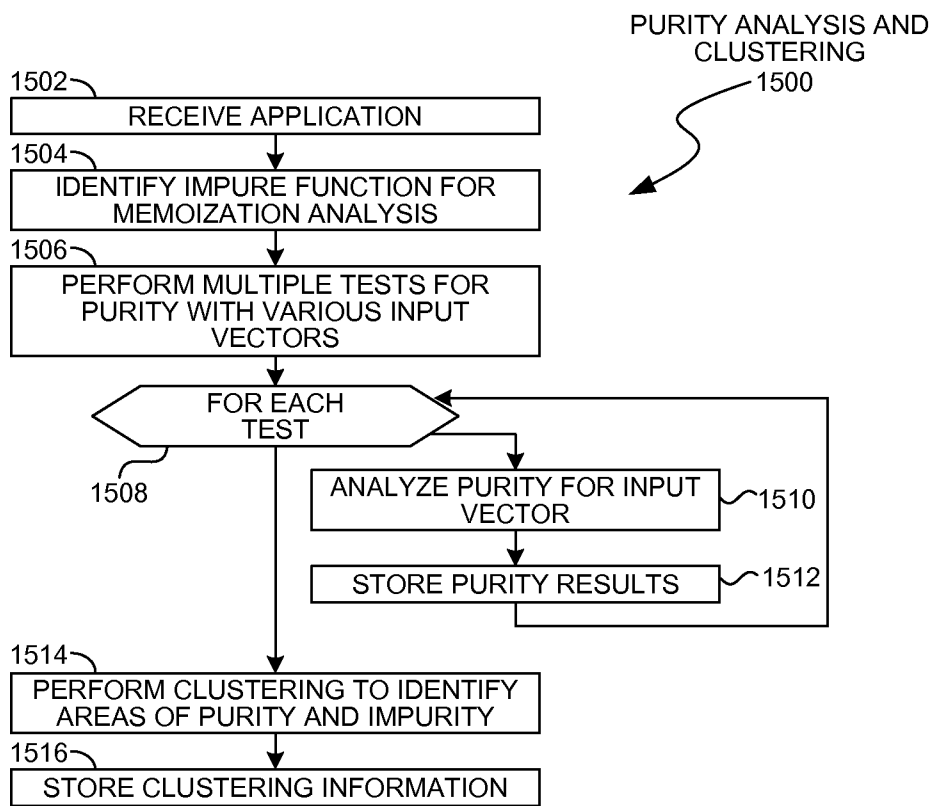 PURITY ANALYSIS AND
CLUSTERING
1500
1502
RECEIVE APPLICATION
1504
IDENTIFY IMPURE FUNCTION FOR
MEMOIZATION ANALYSIS
1506
PERFORM MULTIPLE TESTS FOR
PURITY WITH VARIOUS INPUT
VECTORS
FOR EACH
TEST
1508
ANALYZE PURITY FOR INPUT
VECTOR
1510
STORE PURITY RESULTS
1512
1514
PERFORM CLUSTERING TO IDENTIFY
AREAS OF PURITY AND IMPURITY
1516
STORE CLUSTERING INFORMATION